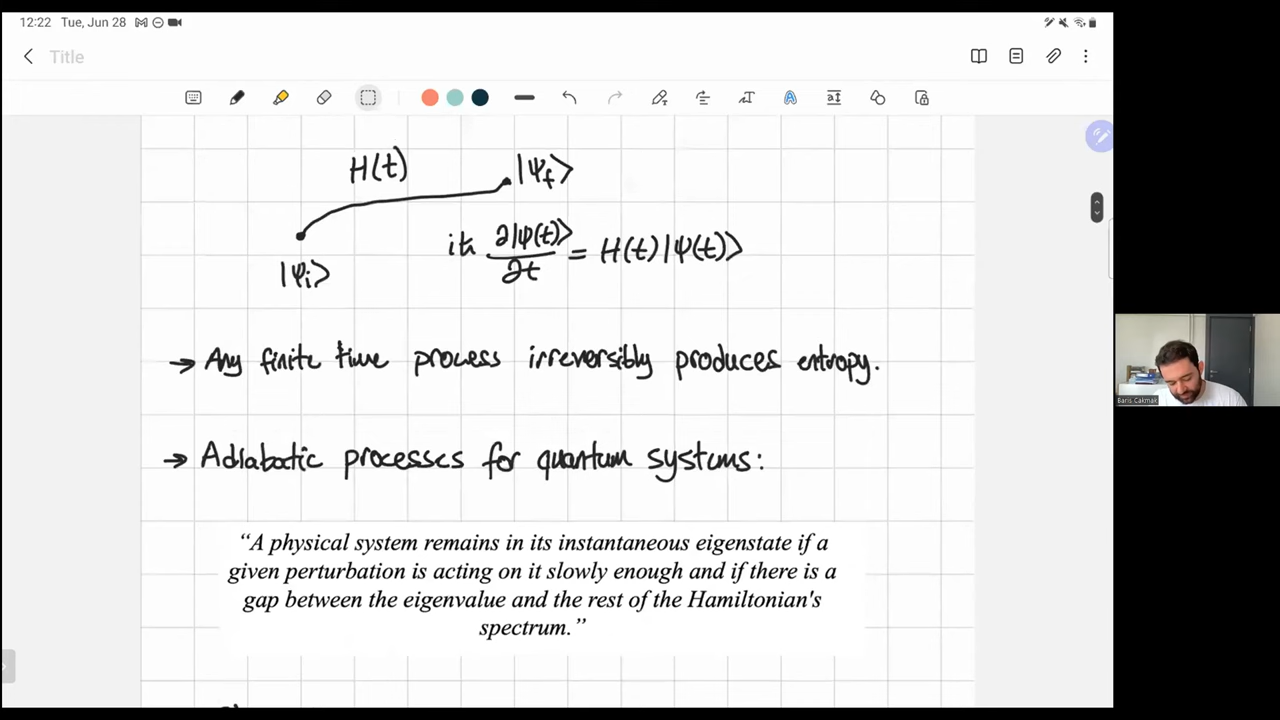 12:22 Tue, Jun 28
Title
H(t)
|ψf⟩
|ψi⟩
iħ ∂|ψ(t)⟩/∂t = H(t)|ψ(t)⟩
→ Any finite time process irreversibly produces entropy.
→ Adiabatic processes for quantum systems:
“A physical system remains in its instantaneous eigenstate if a
given perturbation is acting on it slowly enough and if there is a
gap between the eigenvalue and the rest of the Hamiltonian's
spectrum.”
Baris Cakmak